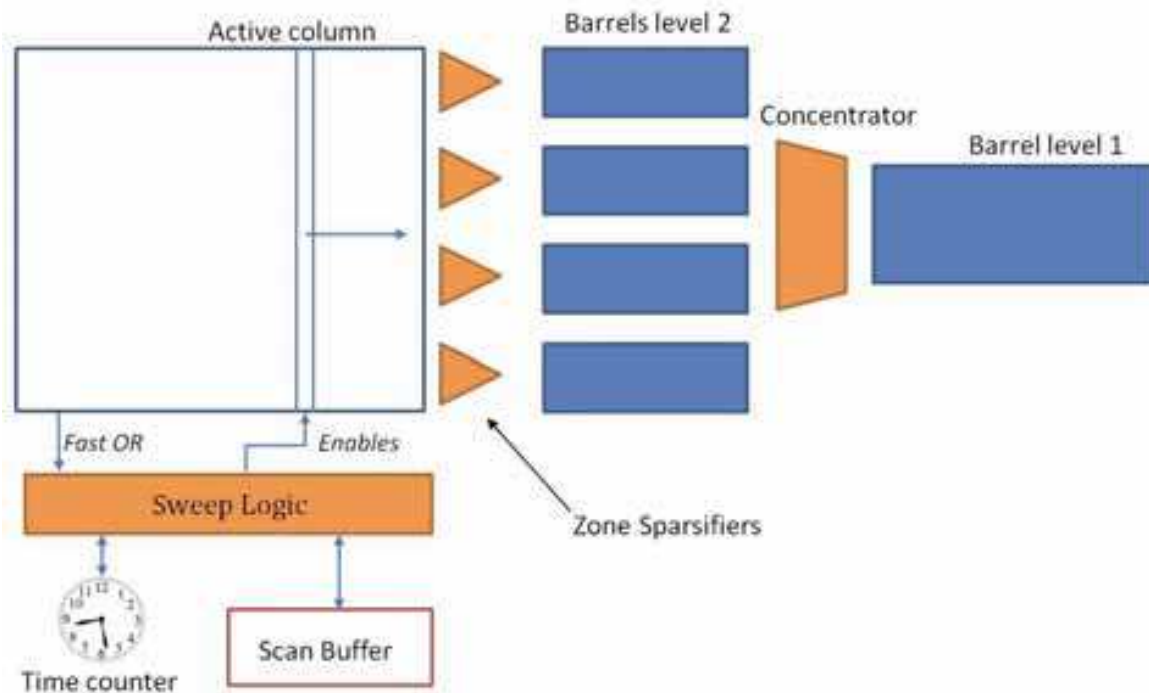 Barrels level 2
Active column
Concentrator
Barrel level 1
Fast OR
Enables
Sweep Logic
Zone Sparsifiers
Scan Buffer
Time counter